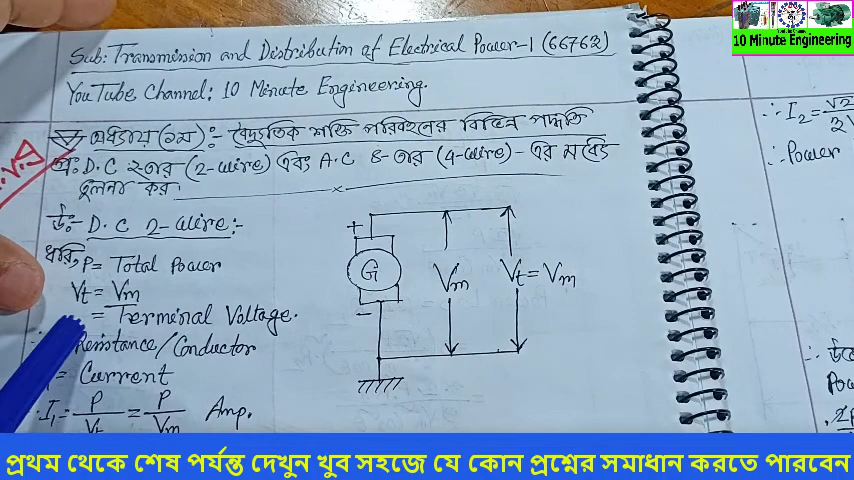 Sub: Transmission and Distribution of Electrical Power-1 (66762)
YouTube Channel: 10 Minute Engineering.
অধ্যায় (০১ম) :- বৈদ্যুতিক শক্তি পরিবহনের বিভিন্ন পদ্ধতি
প্রঃ D.C ২তার (2-wire) এবং A.C 8-তার (4-wire)-এর মধ্যে
তুলনা কর।
উঃ- D.C 2-Wire:-
ধরি, P = Total Power
Vt = Vm
= Terminal Voltage.
Resistance/Conductor
= Current
I₁ = P/Vt = P/Vm Amp.
+
G
−
Vm
Vt = Vm
∴ I₂ =
∴ Power
10 Minute Engineering
প্রথম থেকে শেষ পর্যন্ত দেখুন খুব সহজে যে কোন প্রশ্নের সমাধান করতে পারবেন